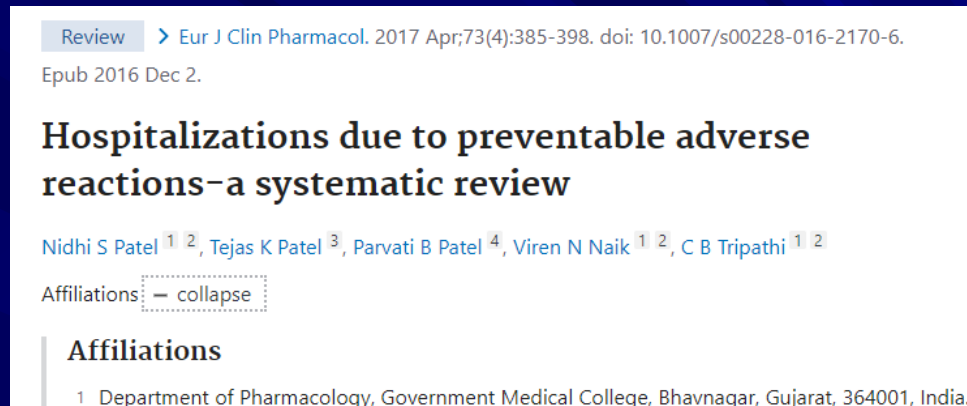 Review > Eur J Clin Pharmacol. 2017 Apr;73(4):385-398. doi: 10.1007/s00228-016-2170-6.
Epub 2016 Dec 2.
Hospitalizations due to preventable adverse
reactions-a systematic review
Nidhi S Patel 1 2, Tejas K Patel 3, Parvati B Patel 4, Viren N Naik 1 2, C B Tripathi 1 2
Affiliations − collapse
Affiliations
1 Department of Pharmacology, Government Medical College, Bhavnagar, Gujarat, 364001, India.